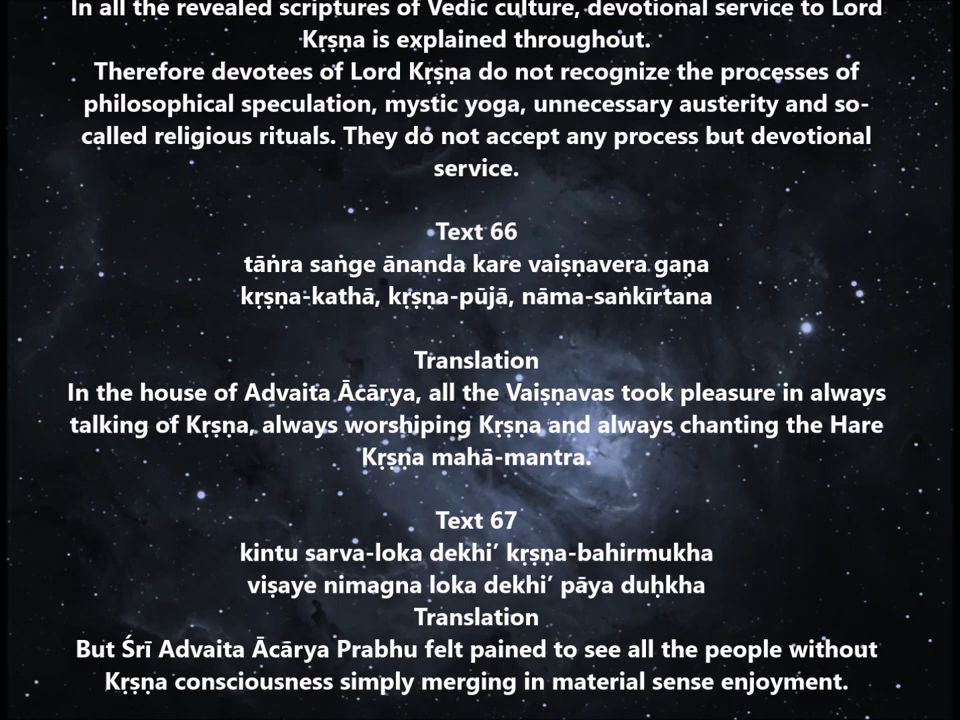 In all the revealed scriptures of Vedic culture, devotional service to Lord
Kṛṣṇa is explained throughout.
Therefore devotees of Lord Kṛṣṇa do not recognize the processes of
philosophical speculation, mystic yoga, unnecessary austerity and so-
called religious rituals. They do not accept any process but devotional
service.
Text 66
tāṅra saṅge ānanda kare vaiṣṇavera gaṇa
kṛṣṇa-kathā, kṛṣṇa-pūjā, nāma-saṅkīrtana
Translation
In the house of Advaita Ācārya, all the Vaiṣṇavas took pleasure in always
talking of Kṛṣṇa, always worshiping Kṛṣṇa and always chanting the Hare
Kṛṣṇa mahā-mantra.
Text 67
kintu sarva-loka dekhi’ kṛṣṇa-bahirmukha
viṣaye nimagna loka dekhi’ pāya duḥkha
Translation
But Śrī Advaita Ācārya Prabhu felt pained to see all the people without
Kṛṣṇa consciousness simply merging in material sense enjoyment.